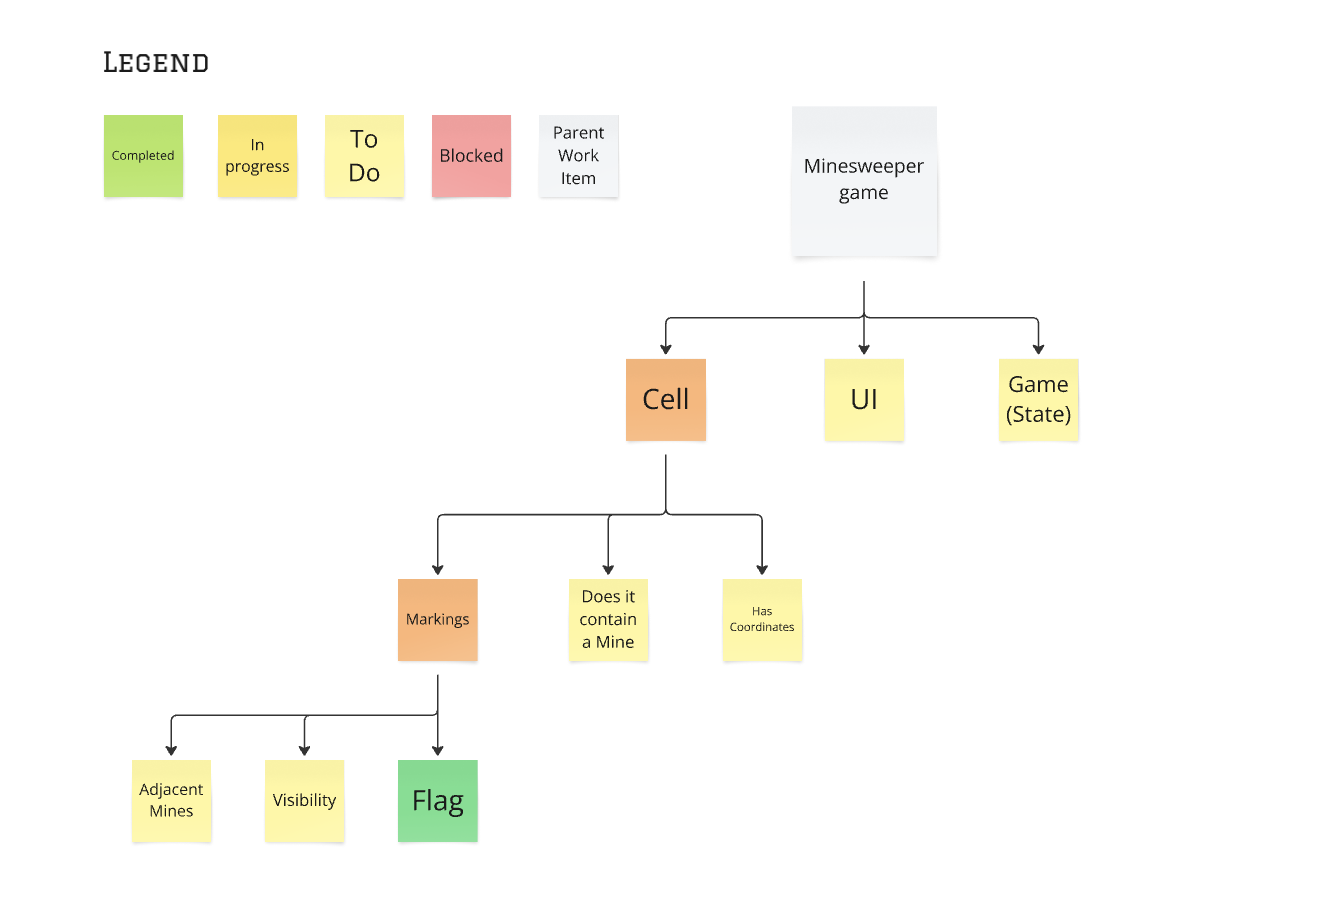 LEGEND
Completed
In
progress
To
Do
Blocked
Parent
Work
Item
Minesweeper
game
Cell
UI
Game
(State)
Markings
Does it
contain
a Mine
Has
Coordinates
Adjacent
Mines
Visibility
Flag